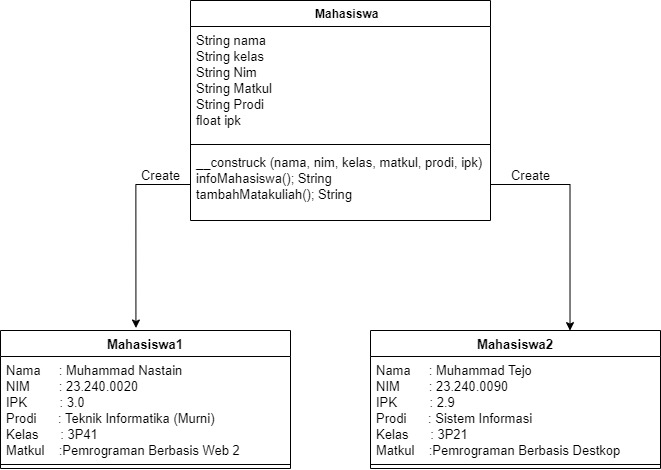 Mahasiswa
String nama
String kelas
String Nim
String Matkul
String Prodi
float ipk
__construck (nama, nim, kelas, matkul, prodi, ipk)
infoMahasiswa(); String
tambahMatakuliah(); String
Create
Create
Mahasiswa1
Nama : Muhammad Nastain
NIM : 23.240.0020
IPK : 3.0
Prodi : Teknik Informatika (Murni)
Kelas : 3P41
Matkul :Pemrograman Berbasis Web 2
Mahasiswa2
Nama : Muhammad Tejo
NIM : 23.240.0090
IPK : 2.9
Prodi : Sistem Informasi
Kelas : 3P21
Matkul :Pemrograman Berbasis Destkop